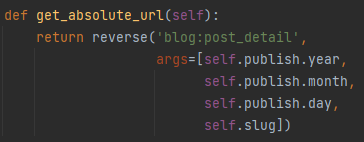 def get_absolute_url(self):
    return reverse('blog:post_detail',
                   args=[self.publish.year,
                         self.publish.month,
                         self.publish.day,
                         self.slug])